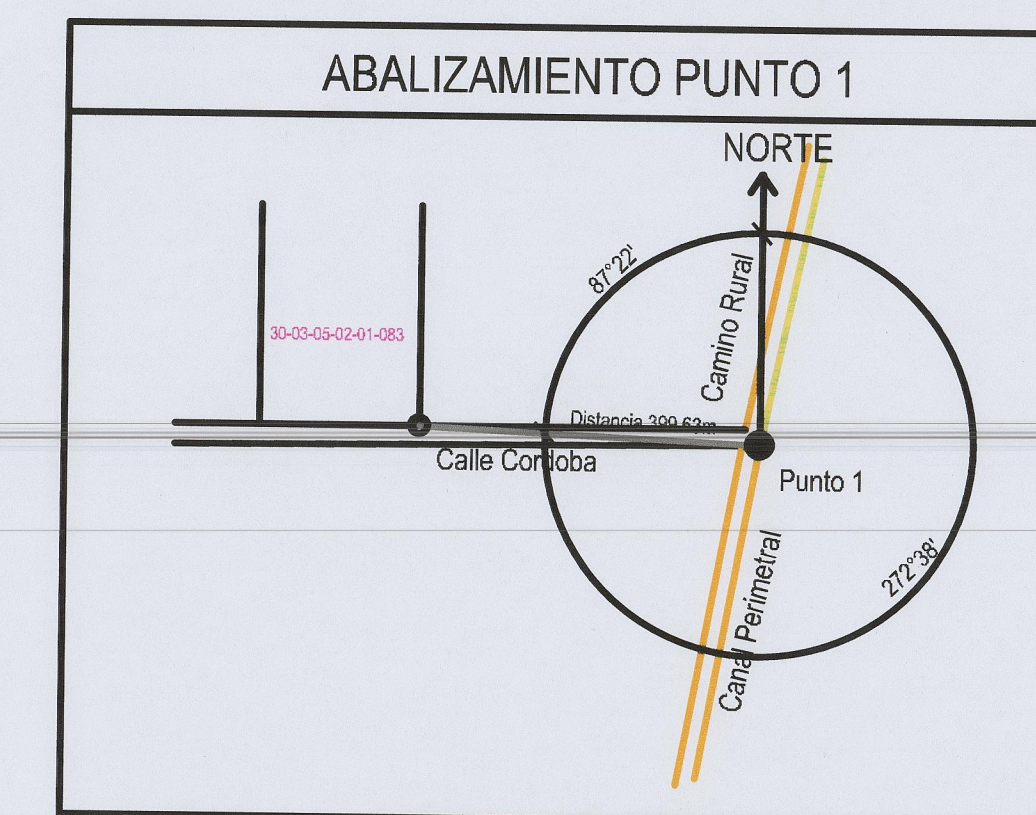 ABALIZAMIENTO PUNTO 1
NORTE
87°22'
Camino Rural
30-03-05-02-01-083
Distancia 399.63m
Calle Cordoba
Punto 1
Canal Perimetral
272°38'